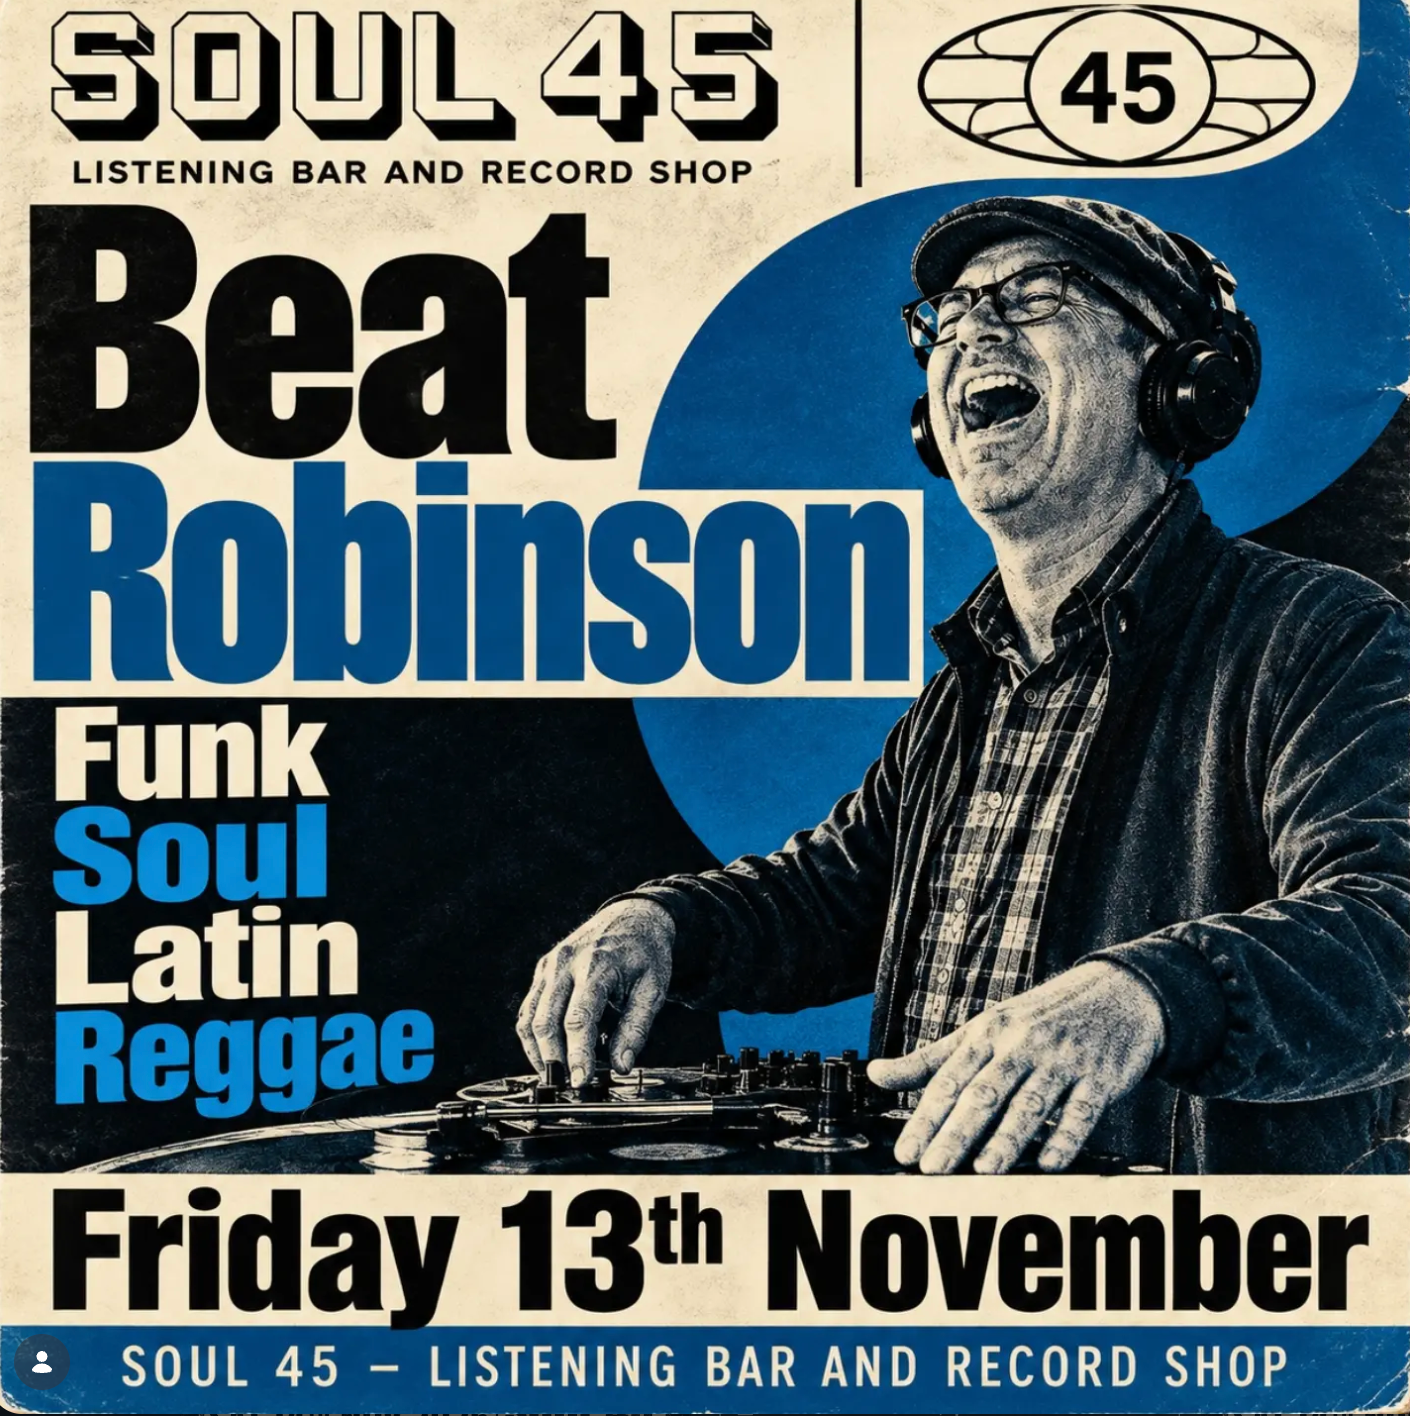 SOUL 45
LISTENING BAR AND RECORD SHOP
45
Beat
Robinson
Funk
Soul
Latin
Reggae
Friday 13th November
SOUL 45 – LISTENING BAR AND RECORD SHOP